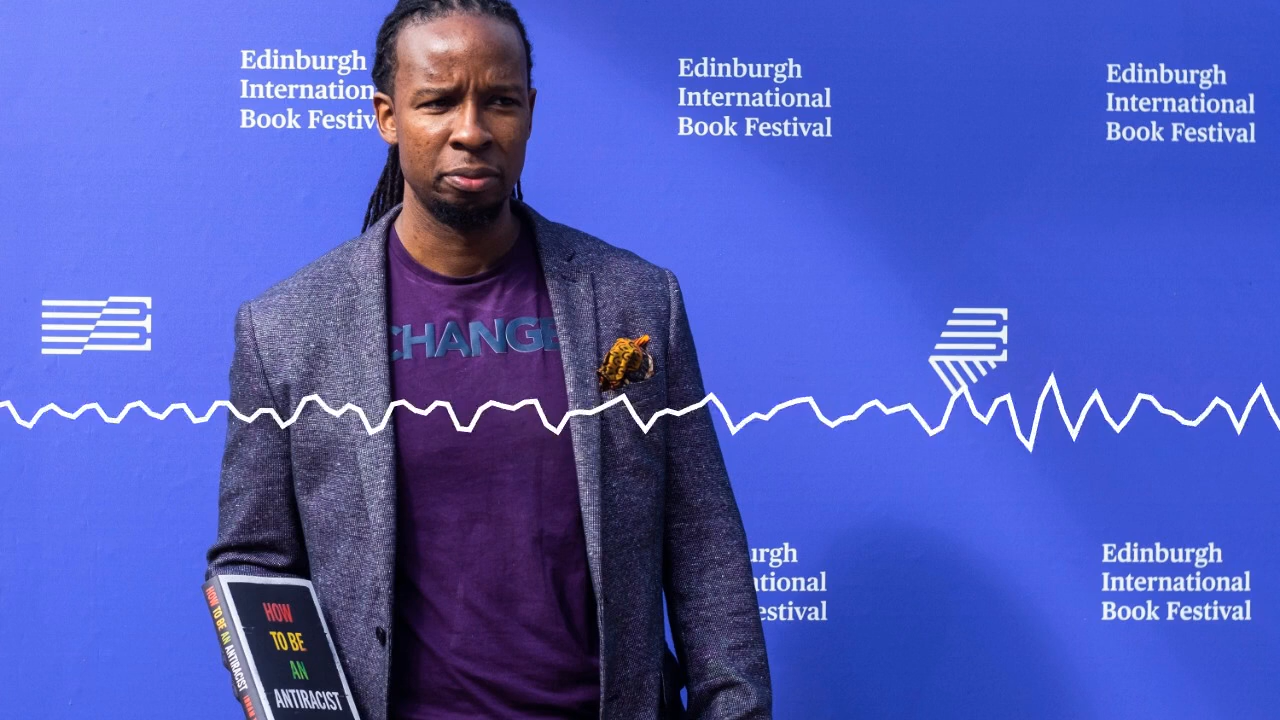 Edinburgh
Internation
Book Festiv
Edinburgh
International
Book Festival
Edinburgh
International
Book Festival
CHANGE
urgh
ational
estival
Edinburgh
International
Book Festival
HOW TO BE AN ANTIRACIST
HOW
TO BE
AN
ANTIRACIST